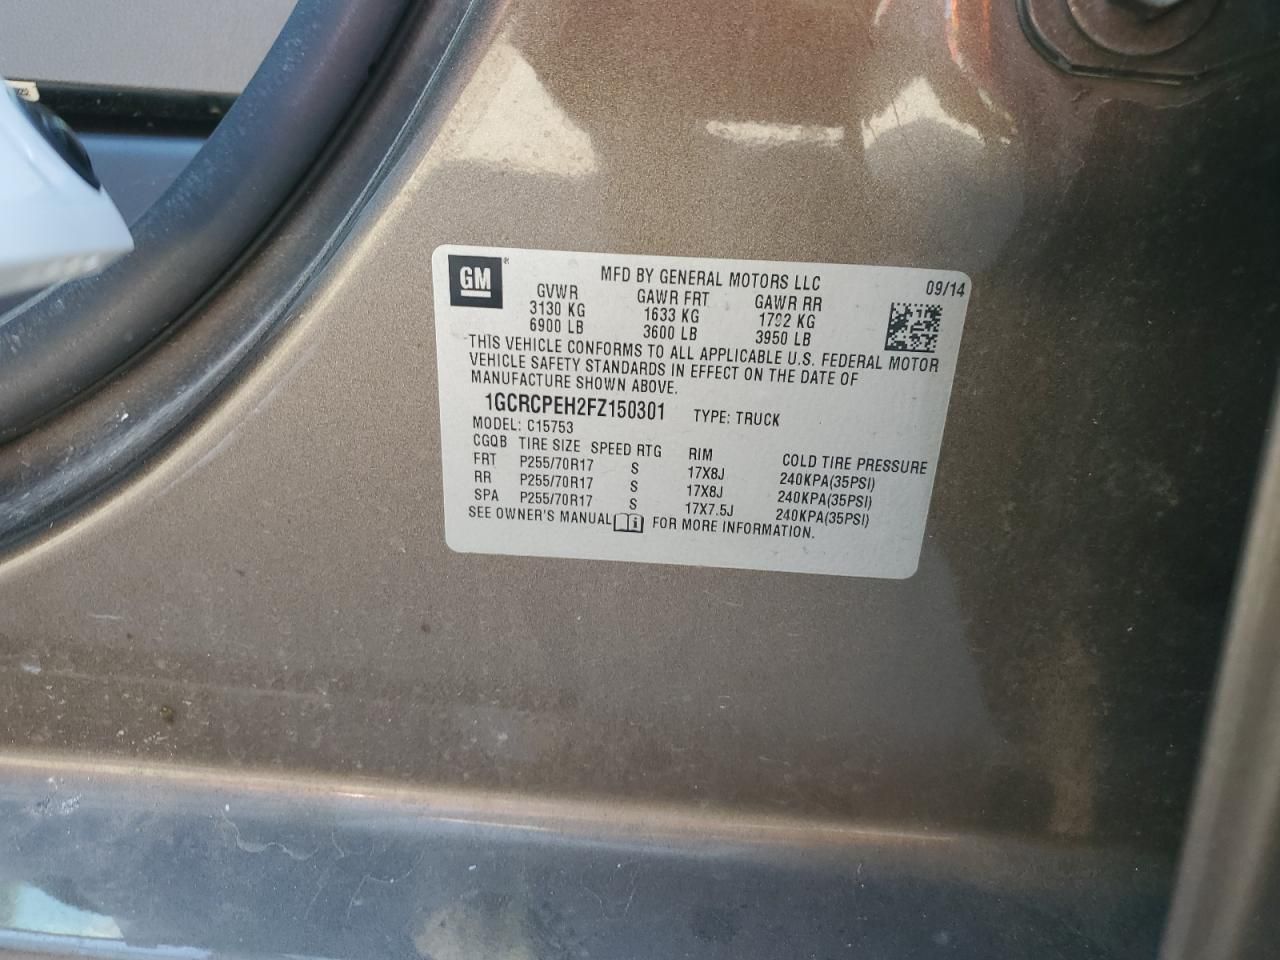 GM
MFD BY GENERAL MOTORS LLC
09/14
GVWR GAWR FRT GAWR RR
3130 KG 1633 KG 1792 KG
6900 LB 3600 LB 3950 LB
THIS VEHICLE CONFORMS TO ALL APPLICABLE U.S. FEDERAL MOTOR
VEHICLE SAFETY STANDARDS IN EFFECT ON THE DATE OF
MANUFACTURE SHOWN ABOVE.
1GCRCPEH2FZ150301 TYPE: TRUCK
MODEL: C15753
CGQB TIRE SIZE SPEED RTG RIM COLD TIRE PRESSURE
FRT P255/70R17 S 17X8J 240KPA(35PSI)
RR P255/70R17 S 17X8J 240KPA(35PSI)
SPA P255/70R17 S 17X7.5J 240KPA(35PSI)
SEE OWNER'S MANUAL FOR MORE INFORMATION.